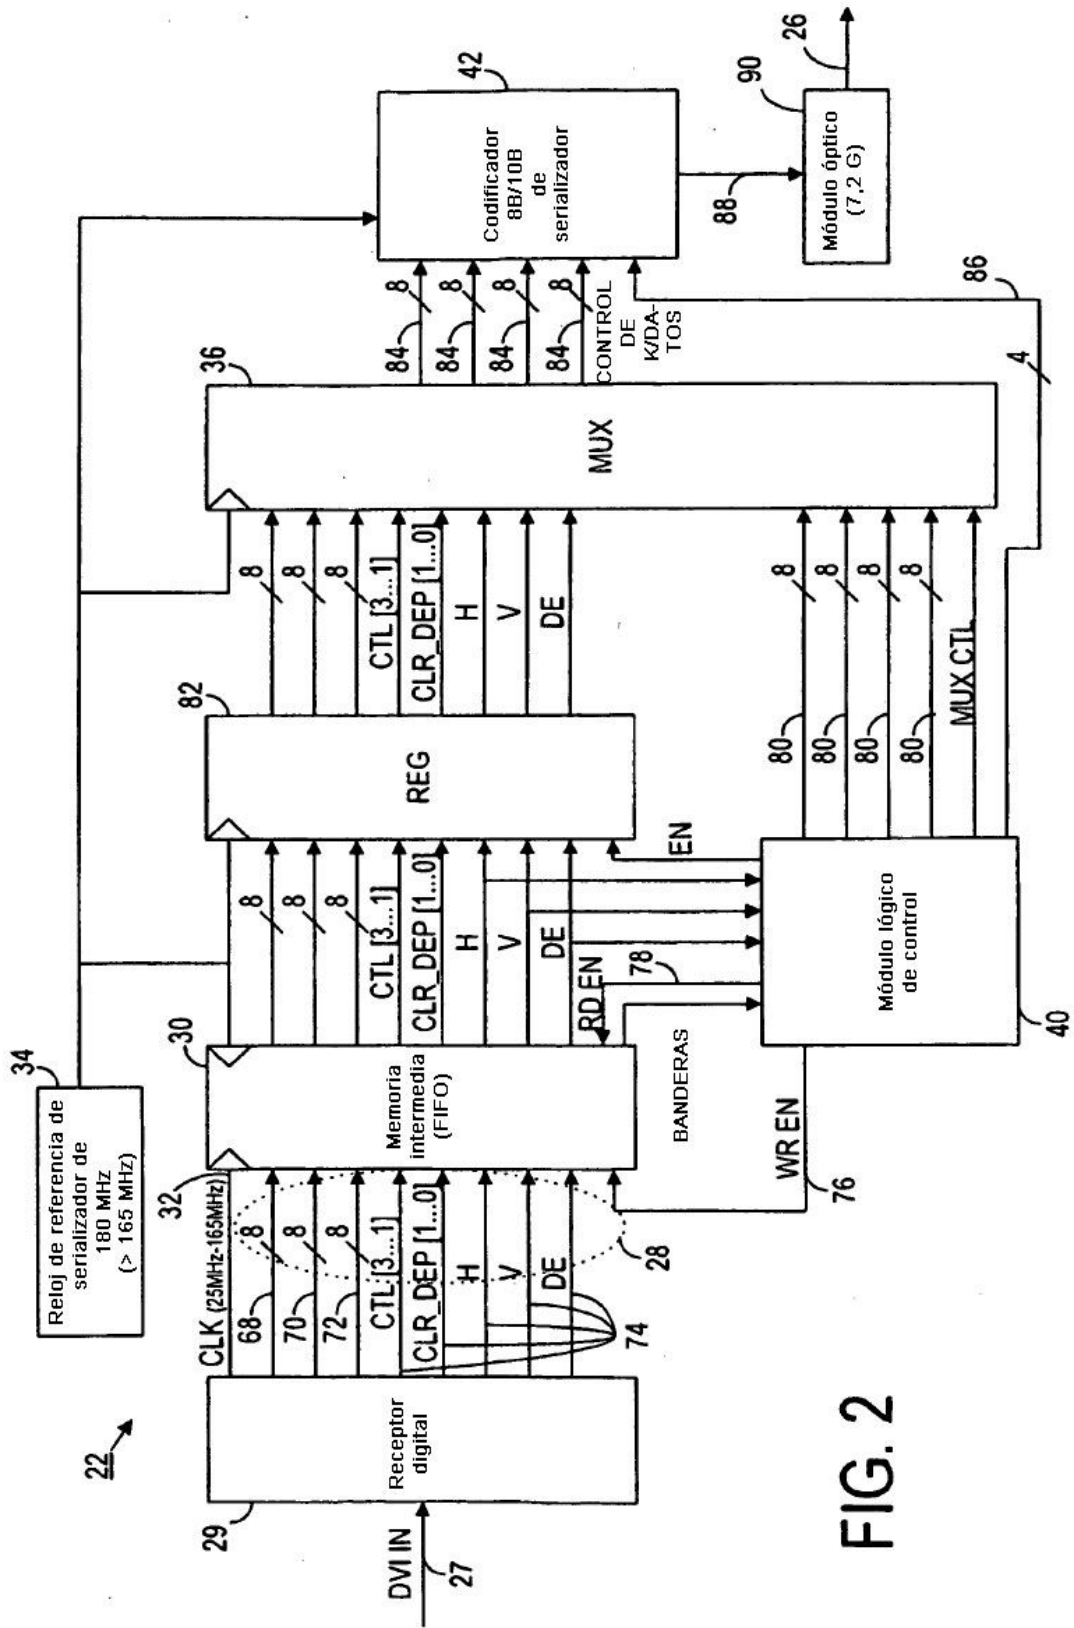 22
Reloj de referencia de
serializador de
180 MHz
(> 165 MHz)
34
DVI IN
27
29
Receptor
digital
CLK (25MHz-165MHz)
32
68
8
70
8
72
8
CTL [3...1]
CLR_DEP [1...0]
H
V
DE
74
28
30
Memoria
intermedia
(FIFO)
8
8
8
CTL [3...1]
CLR_DEP [1...0]
H
V
DE
RD EN
78
BANDERAS
WR EN
76
EN
82
REG
8
8
8
CTL [3...1]
CLR_DEP [1...0]
H
V
DE
Módulo lógico
de control
40
80
8
80
8
80
8
80
8
MUX CTL
36
MUX
84
8
84
8
84
8
84
8
CONTROL
DE
K/DA-
TOS
4
86
42
Codificador
8B/10B
de
serializador
88
90
Módulo óptico
(7,2 G)
26
FIG. 2